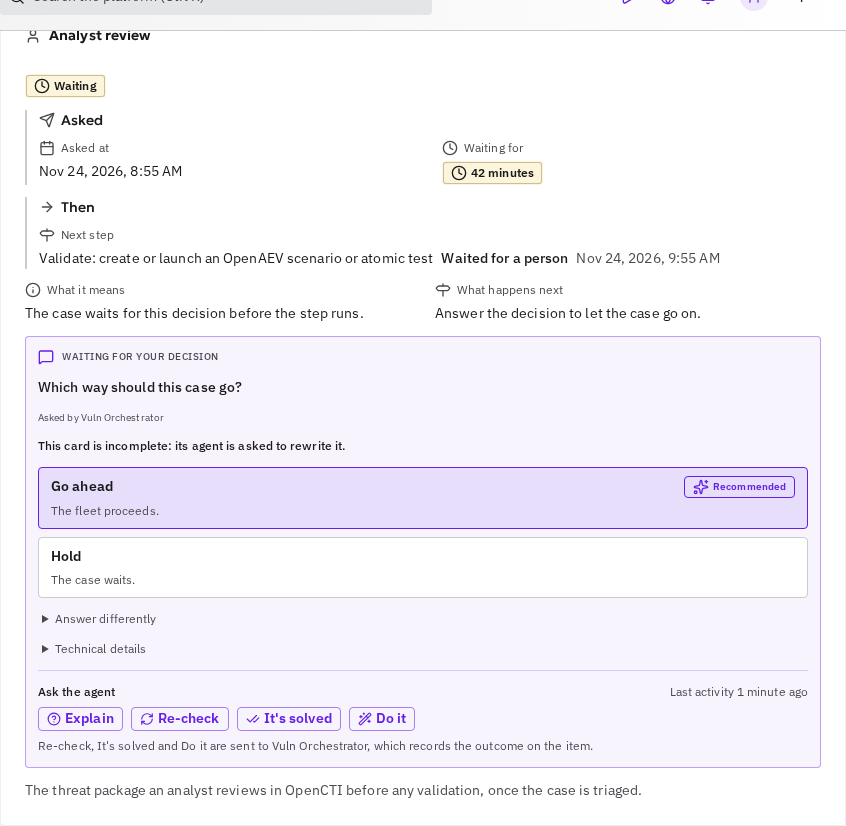 Analyst review
Waiting
Asked
Asked at
Waiting for
Nov 24, 2026, 8:55 AM
42 minutes
Then
Next step
Validate: create or launch an OpenAEV scenario or atomic test Waited for a person Nov 24, 2026, 9:55 AM
What it means
What happens next
The case waits for this decision before the step runs.
Answer the decision to let the case go on.
WAITING FOR YOUR DECISION
Which way should this case go?
Asked by Vuln Orchestrator
This card is incomplete: its agent is asked to rewrite it.
Go ahead
Recommended
The fleet proceeds.
Hold
The case waits.
Answer differently
Technical details
Ask the agent
Last activity 1 minute ago
Explain
Re-check
It's solved
Do it
Re-check, It's solved and Do it are sent to Vuln Orchestrator, which records the outcome on the item.
The threat package an analyst reviews in OpenCTI before any validation, once the case is triaged.